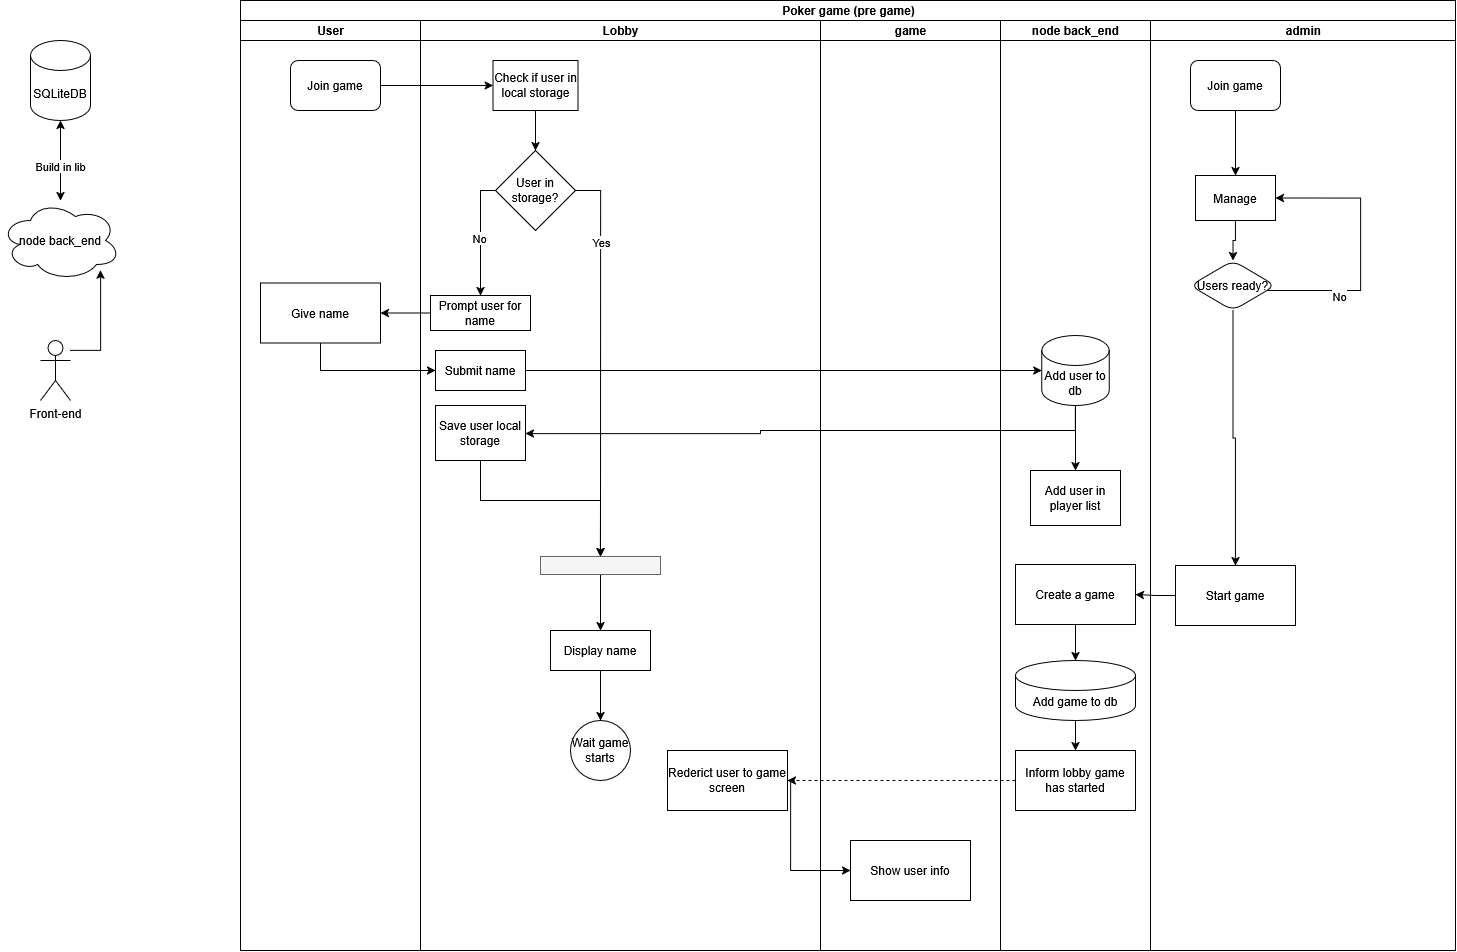 Poker game (pre game)
User
Lobby
game
node back_end
admin
SQLiteDB
Build in lib
node back_end
Front-end
Join game
Check if user in
local storage
Join game
User in
storage?
Manage
No
Yes
Users ready?
No
Give name
Prompt user for
name
Submit name
Add user to
db
Save user local
storage
Add user in
player list
Create a game
Start game
Display name
Add game to db
Wait game
starts
Rederict user to game
screen
Inform lobby game
has started
Show user info